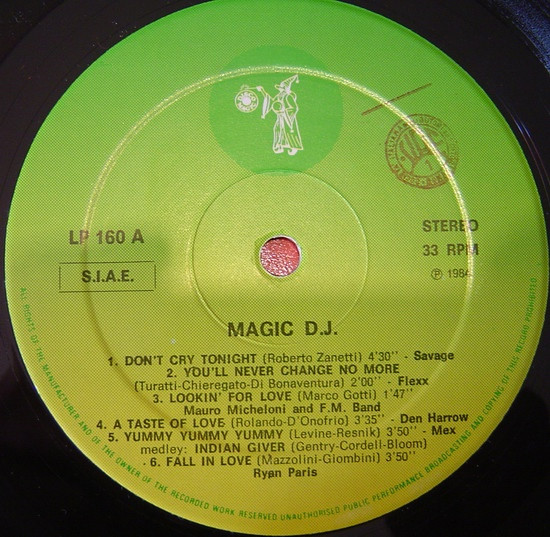 LP 160 A
S.I.A.E.
STEREO
33 RPM
℗ 1984
MAGIC D.J.
1. DON'T CRY TONIGHT (Roberto Zanetti) 4'30'' - Savage
2. YOU'LL NEVER CHANGE NO MORE
(Turatti-Chieregato-Di Bonaventura) 2'00'' - Flexx
3. LOOKIN' FOR LOVE (Marco Gotti) 1'47''
Mauro Micheloni and F.M. Band
4. A TASTE OF LOVE (Rolando-D'Onofrio) 3'35'' - Den Harrow
5. YUMMY YUMMY YUMMY (Levine-Resnik) 3'50'' - Mex
medley: INDIAN GIVER (Gentry-Cordell-Bloom)
6. FALL IN LOVE (Mazzolini-Giombini) 3'50''
Ryan Paris
ALL RIGHTS OF THE MANUFACTURER AND OF THE OWNER OF THE RECORDED WORK RESERVED UNAUTHORISED PUBLIC PERFORMANCE BROADCASTING AND COPYING OF THIS RECORD PROHIBITED